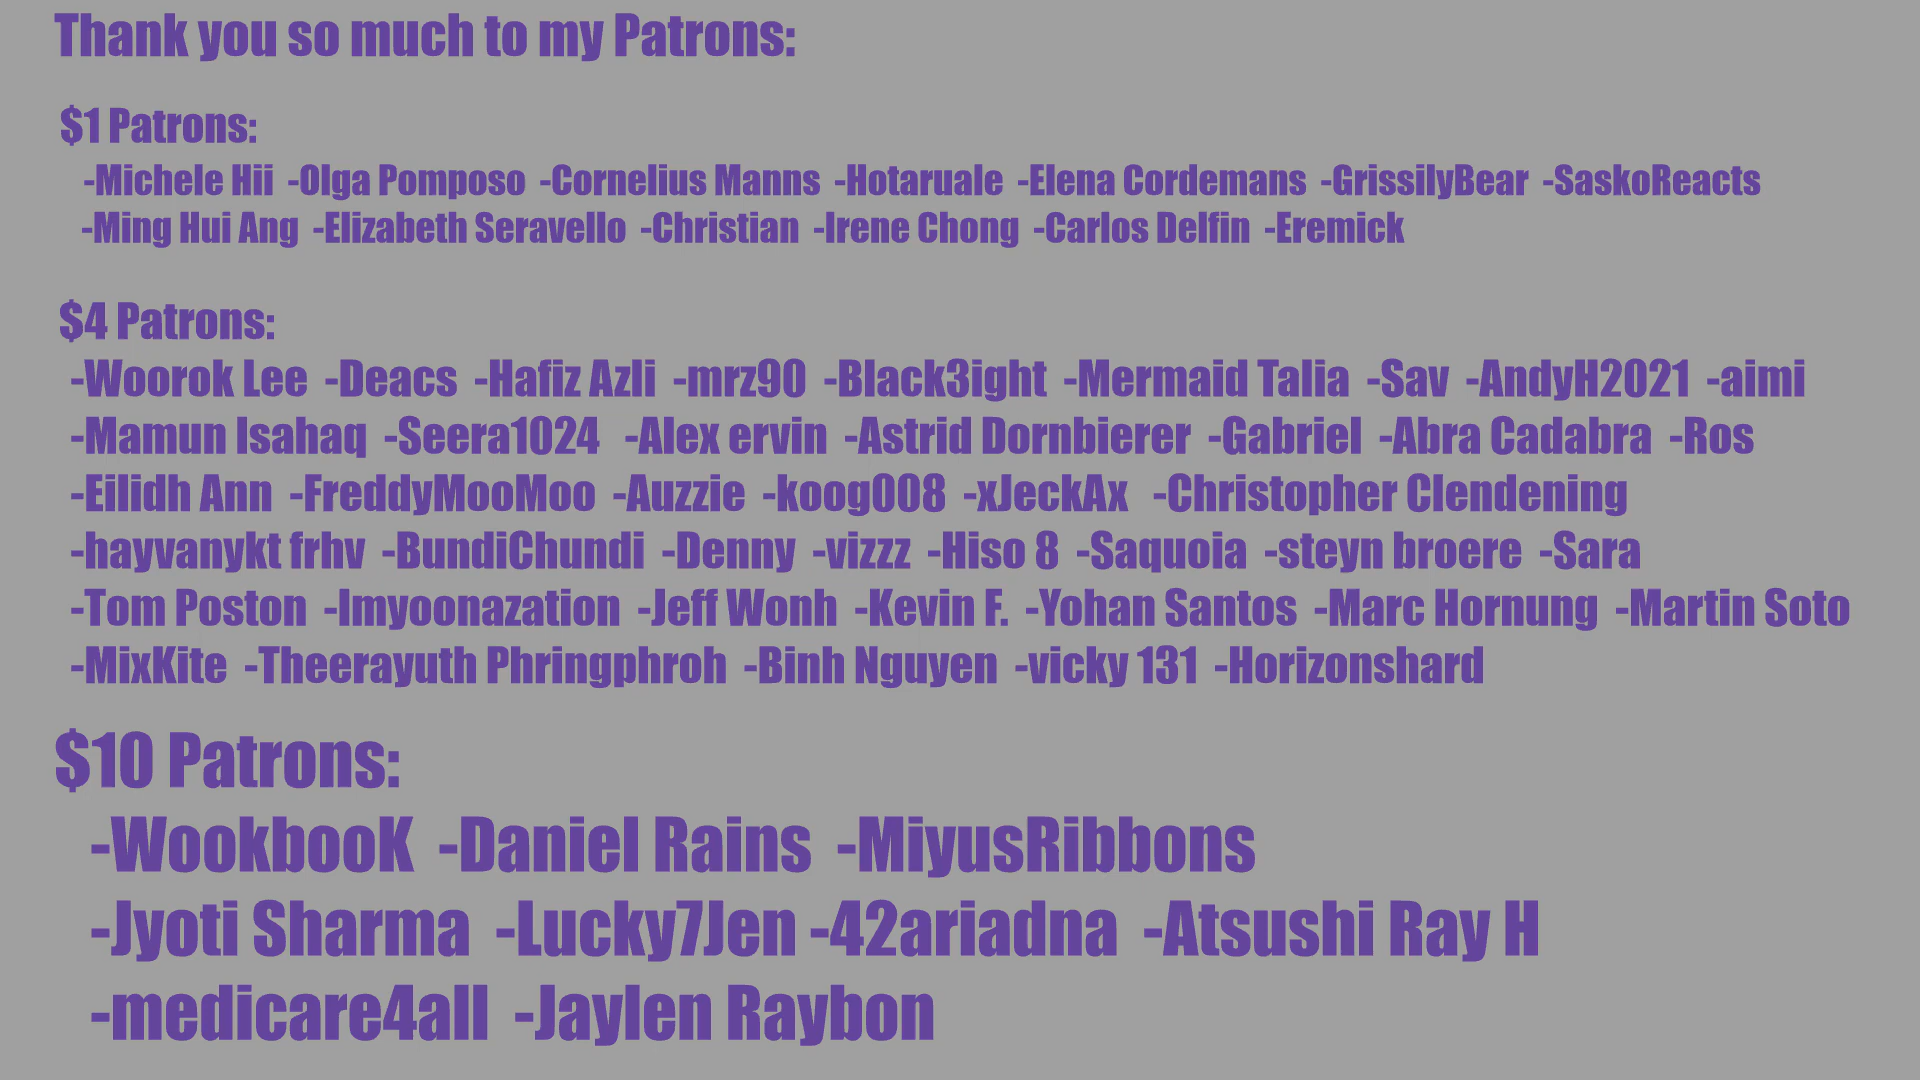 Thank you so much to my Patrons:
$1 Patrons:
-Michele Hii -Olga Pomposo -Cornelius Manns -Hotaruale -Elena Cordemans -GrissilyBear -SaskoReacts
-Ming Hui Ang -Elizabeth Seravello -Christian -Irene Chong -Carlos Delfin -Eremick
$4 Patrons:
-Woorok Lee -Deacs -Hafiz Azli -mrz90 -Black3ight -Mermaid Talia -Sav -AndyH2021 -aimi
-Mamun Isahaq -Seera1024 -Alex ervin -Astrid Dornbierer -Gabriel -Abra Cadabra -Ros
-Eilidh Ann -FreddyMooMoo -Auzzie -koog008 -xJeckAx -Christopher Clendening
-hayvanykt frhv -BundiChundi -Denny -vizzz -Hiso 8 -Saquoia -steyn broere -Sara
-Tom Poston -Imyoonazation -Jeff Wonh -Kevin F. -Yohan Santos -Marc Hornung -Martin Soto
-MixKite -Theerayuth Phringphroh -Binh Nguyen -vicky 131 -Horizonshard
$10 Patrons:
-WookbooK -Daniel Rains -MiyusRibbons
-Jyoti Sharma -Lucky7Jen -42ariadna -Atsushi Ray H
-medicare4all -Jaylen Raybon